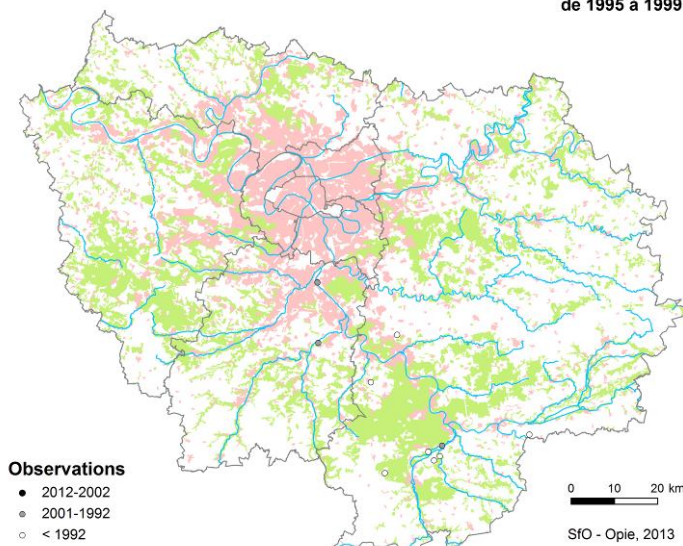 de 1995 à 1999
Observations
2012-2002
2001-1992
< 1992
0 10 20 km
SfO - Opie, 2013